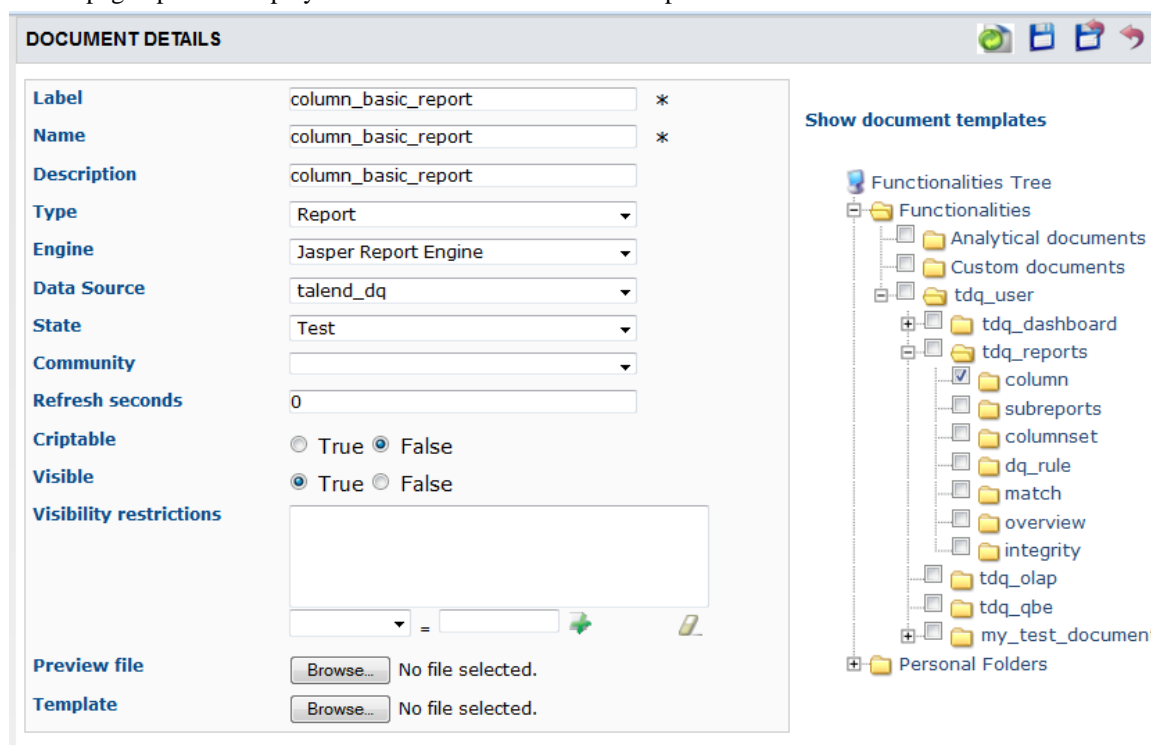 DOCUMENT DETAILS
Label column_basic_report *
Name column_basic_report *
Description column_basic_report
Type Report
Engine Jasper Report Engine
Data Source talend_dq
State Test
Community
Refresh seconds 0
Criptable True False
Visible True False
Visibility restrictions
=
Preview file Browse... No file selected.
Template Browse... No file selected.
Show document templates
Functionalities Tree
Functionalities
Analytical documents
Custom documents
tdq_user
tdq_dashboard
tdq_reports
column
subreports
columnset
dq_rule
match
overview
integrity
tdq_olap
tdq_qbe
my_test_document
Personal Folders